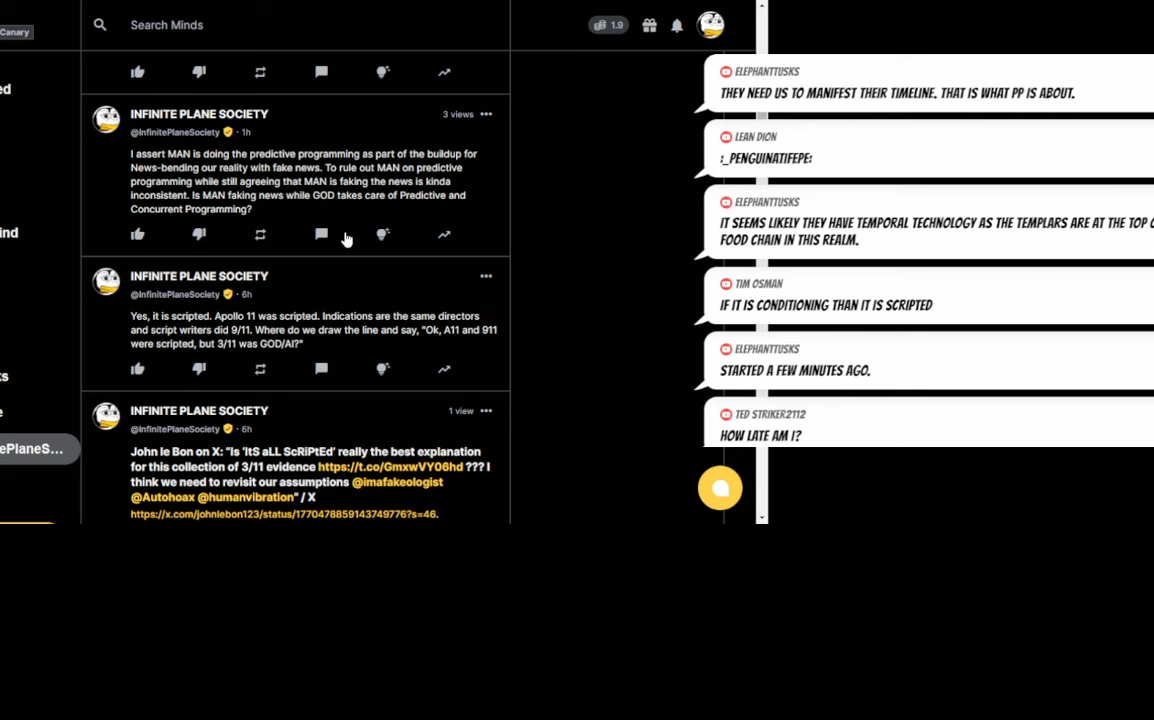 Canary
Search Minds
1.9
ed
ind
ks
e
ePlaneS...
INFINITE PLANE SOCIETY
3 views
@InfinitePlaneSociety · 1h
I assert MAN is doing the predictive programming as part of the buildup for
News-bending our reality with fake news. To rule out MAN on predictive
programming while still agreeing that MAN is faking the news is kinda
inconsistent. Is MAN faking news while GOD takes care of Predictive and
Concurrent Programming?
INFINITE PLANE SOCIETY
@InfinitePlaneSociety · 6h
Yes, it is scripted. Apollo 11 was scripted. Indications are the same directors
and script writers did 9/11. Where do we draw the line and say, "Ok, A11 and 911
were scripted, but 3/11 was GOD/AI?"
INFINITE PLANE SOCIETY
1 view
@InfinitePlaneSociety · 6h
John le Bon on X: "Is 'ItS aLL ScRiPtEd' really the best explanation
for this collection of 3/11 evidence https://t.co/GmxwVY06hd ??? I
think we need to revisit our assumptions @imafakeologist
@Autohoax @humanvibration" / X
https://x.com/johnlebon123/status/1770478859143749776?s=46.
ELEPHANTTUSKS
THEY NEED US TO MANIFEST THEIR TIMELINE. THAT IS WHAT PP IS ABOUT.
LEAN DION
:_PENGUINATIFEPE:
ELEPHANTTUSKS
IT SEEMS LIKELY THEY HAVE TEMPORAL TECHNOLOGY AS THE TEMPLARS ARE AT THE TOP O
FOOD CHAIN IN THIS REALM.
TIM OSMAN
IF IT IS CONDITIONING THAN IT IS SCRIPTED
ELEPHANTTUSKS
STARTED A FEW MINUTES AGO.
TED STRIKER2112
HOW LATE AM I?